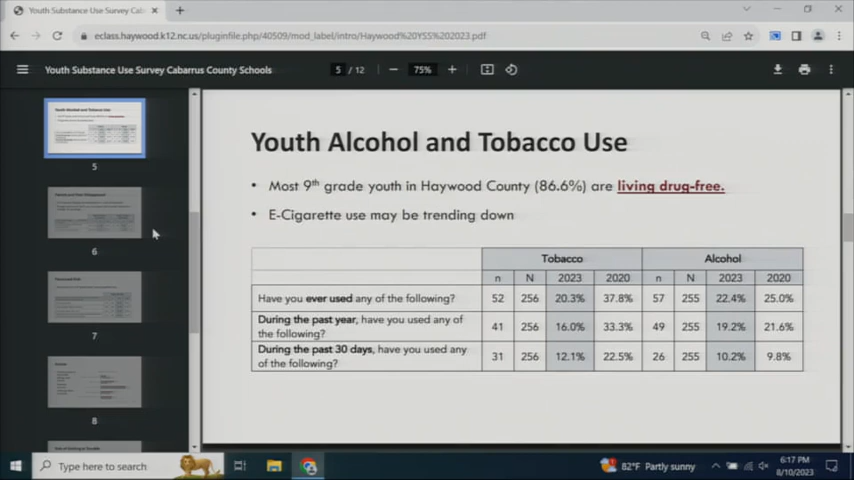 Youth Substance Use Survey Cab
eclass.haywood.k12.nc.us/pluginfile.php/40509/mod_label/intro/Haywood%20YSS%202023.pdf
Youth Substance Use Survey Cabarrus County Schools
5 / 12
75%
5
6
7
8
Youth Alcohol and Tobacco Use
• Most 9th grade youth in Haywood County (86.6%) are living drug-free.
• E-Cigarette use may be trending down
Tobacco Alcohol
n N 2023 2020 n N 2023 2020
Have you ever used any of the following? 52 256 20.3% 37.8% 57 255 22.4% 25.0%
During the past year, have you used any of
the following? 41 256 16.0% 33.3% 49 255 19.2% 21.6%
During the past 30 days, have you used any
of the following? 31 256 12.1% 22.5% 26 255 10.2% 9.8%
Type here to search
82°F Partly sunny
6:17 PM
8/10/2023